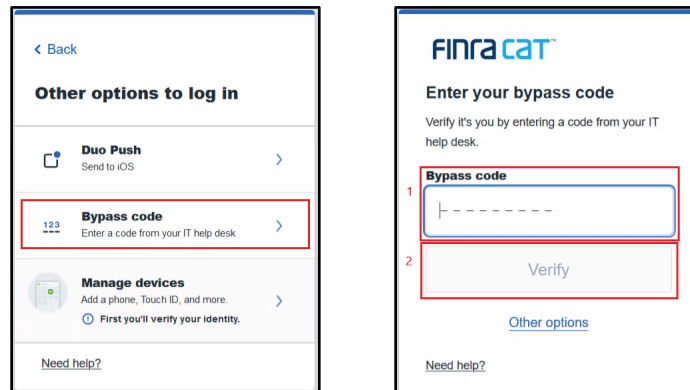 Back
Other options to log in
Duo Push
Send to iOS
123
Bypass code
Enter a code from your IT help desk
Manage devices
Add a phone, Touch ID, and more.
First you'll verify your identity.
Need help?
FINRA CAT™
Enter your bypass code
Verify it's you by entering a code from your IT
help desk.
1
Bypass code
2
Verify
Other options
Need help?